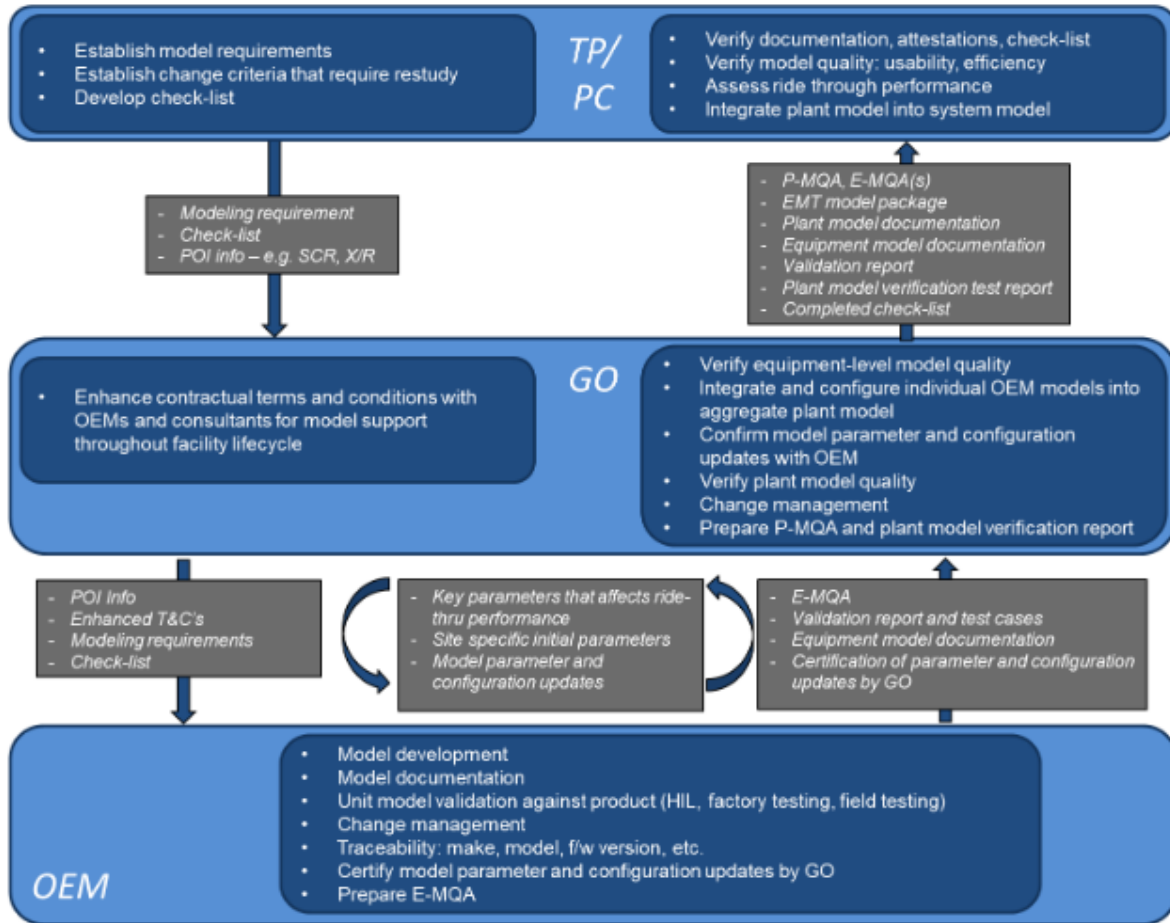 • Establish model requirements
• Establish change criteria that require restudy
• Develop check-list
TP/
PC
• Verify documentation, attestations, check-list
• Verify model quality: usability, efficiency
• Assess ride through performance
• Integrate plant model into system model
- Modeling requirement
- Check-list
- POI info – e.g. SCR, X/R
- P-MQA, E-MQA(s)
- EMT model package
- Plant model documentation
- Equipment model documentation
- Validation report
- Plant model verification test report
- Completed check-list
• Enhance contractual terms and conditions with
OEMs and consultants for model support
throughout facility lifecycle
GO
• Verify equipment-level model quality
• Integrate and configure individual OEM models into
aggregate plant model
• Confirm model parameter and configuration
updates with OEM
• Verify plant model quality
• Change management
• Prepare P-MQA and plant model verification report
- POI Info
- Enhanced T&C's
- Modeling requirements
- Check-list
- Key parameters that affects ride-
thru performance
- Site specific initial parameters
- Model parameter and
configuration updates
- E-MQA
- Validation report and test cases
- Equipment model documentation
- Certification of parameter and configuration
updates by GO
• Model development
• Model documentation
• Unit model validation against product (HIL, factory testing, field testing)
• Change management
• Traceability: make, model, f/w version, etc.
• Certify model parameter and configuration updates by GO
• Prepare E-MQA
OEM